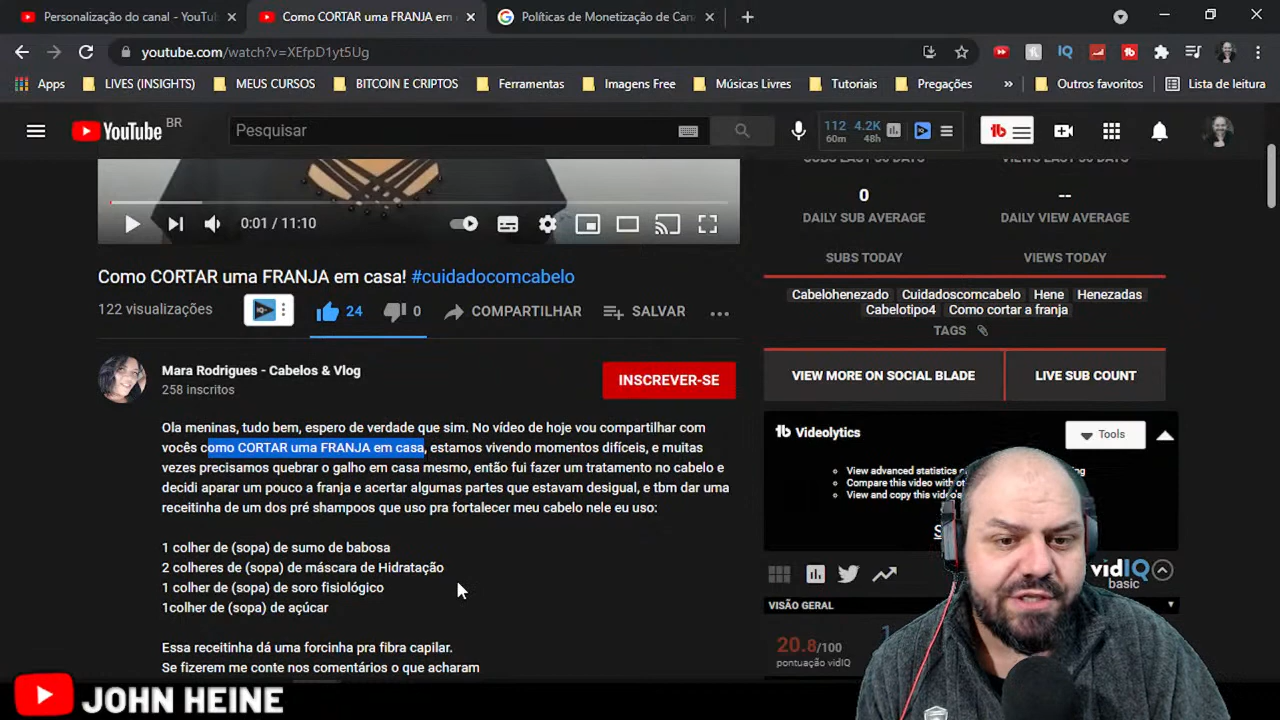 Personalização do canal - YouTu
Como CORTAR uma FRANJA em
Políticas de Monetização de Can
youtube.com/watch?v=XEfpD1yt5Ug
Apps
LIVES (INSIGHTS)
MEUS CURSOS
BITCOIN E CRIPTOS
Ferramentas
Imagens Free
Músicas Livres
Tutoriais
Pregações
»
Outros favoritos
Lista de leitura
YouTube BR
Pesquisar
112 4.2K
60m 48h
SUBS LAST 30 DAYS
VIEWS LAST 30 DAYS
0
--
DAILY SUB AVERAGE
DAILY VIEW AVERAGE
SUBS TODAY
VIEWS TODAY
0:01 / 11:10
Como CORTAR uma FRANJA em casa! #cuidadocomcabelo
122 visualizações
24
0
COMPARTILHAR
SALVAR
Cabelohenezado Cuidadoscomcabelo Hene Henezadas
Cabelotipo4 Como cortar a franja
TAGS
Mara Rodrigues - Cabelos & Vlog
258 inscritos
INSCREVER-SE
VIEW MORE ON SOCIAL BLADE
LIVE SUB COUNT
Ola meninas, tudo bem, espero de verdade que sim. No vídeo de hoje vou compartilhar com
vocês como CORTAR uma FRANJA em casa, estamos vivendo momentos difíceis, e muitas
vezes precisamos quebrar o galho em casa mesmo, então fui fazer um tratamento no cabelo e
decidi aparar um pouco a franja e acertar algumas partes que estavam desigual, e tbm dar uma
receitinha de um dos pré shampoos que uso pra fortalecer meu cabelo nele eu uso:
1 colher de (sopa) de sumo de babosa
2 colheres de (sopa) de máscara de Hidratação
1 colher de (sopa) de soro fisiológico
1colher de (sopa) de açúcar
Essa receitinha dá uma forcinha pra fibra capilar.
Se fizerem me conte nos comentários o que acharam
tb Videolytics
Tools
View advanced statistics
Compare this video with
View and copy this video's
vidIQ
basic
VISÃO GERAL
20.8/100
pontuação vidIQ
JOHN HEINE